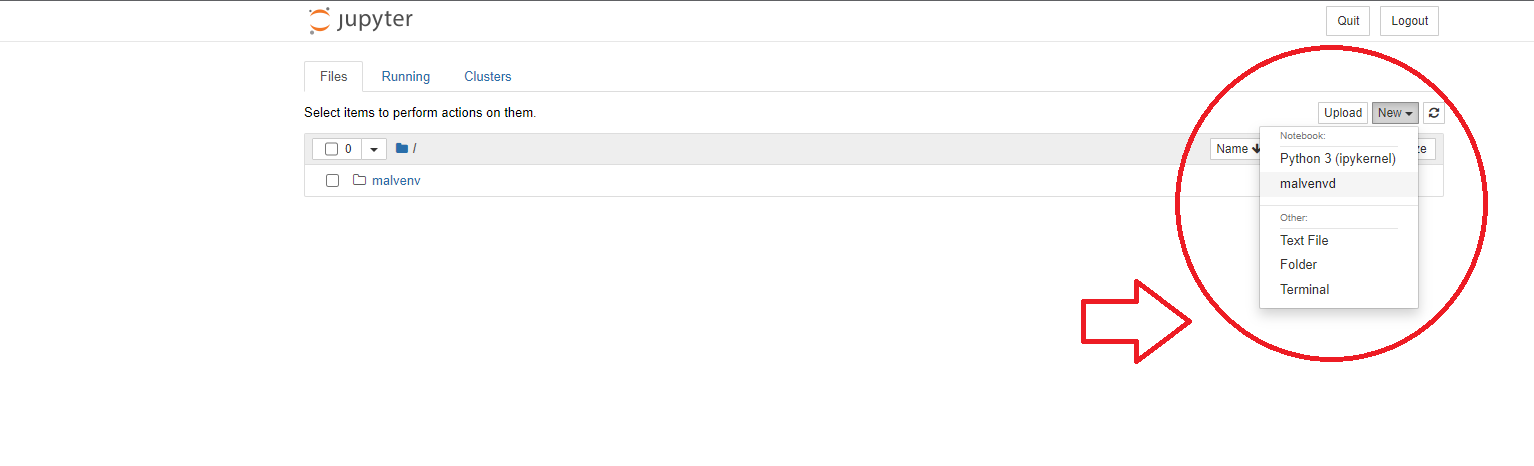 jupyter
Quit Logout
Files Running Clusters
Select items to perform actions on them.
Upload New
Notebook:
0 / Name ze
Python 3 (ipykernel)
malvenv
malvenvd
Other:
Text File
Folder
Terminal